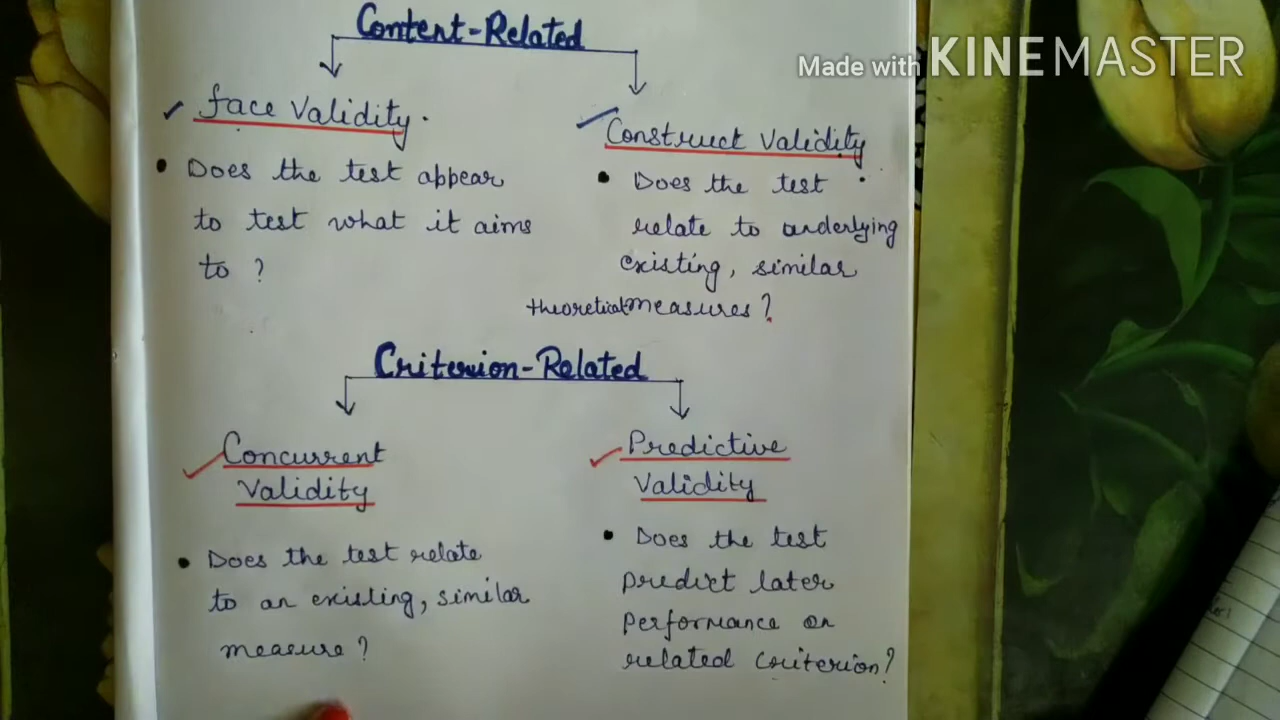 Content-Related
Made with KINEMASTER
face Validity.
Does the test appear
to test what it aims
to ?
Construct Validity
Does the test
relate to underlying
existing, similar
theoretical measures?
Criterion-Related
Concurrent
Validity
Does the test relate
to an existing, similar
measure?
Predictive
Validity
Does the test
predict later
performance on
related criterion?